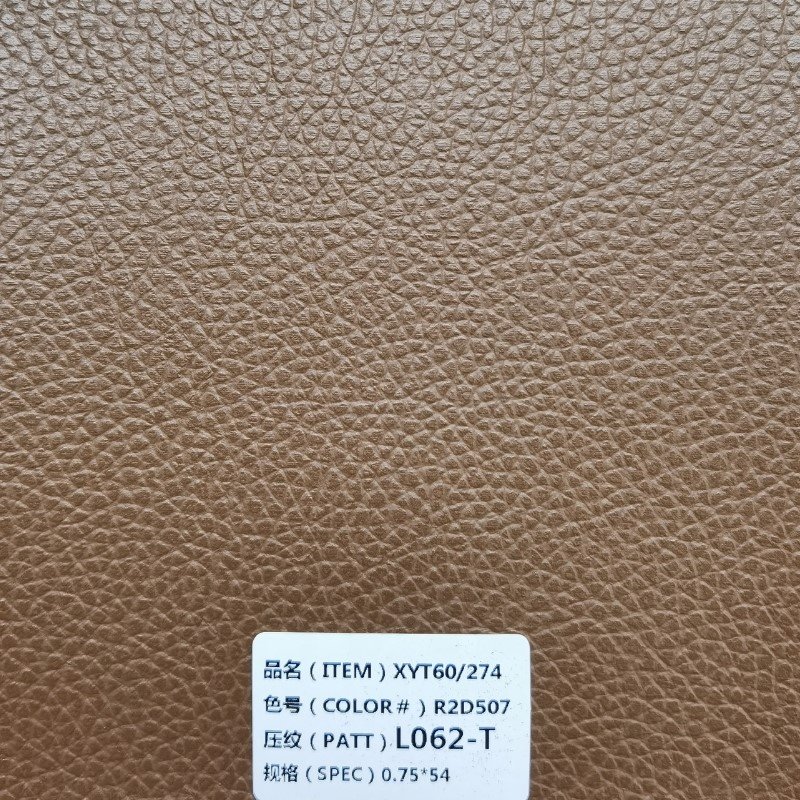 品名（ITEM）XYT60/274
色号（COLOR#）R2D507
压纹（PATT）L062-T
规格（SPEC）0.75*54